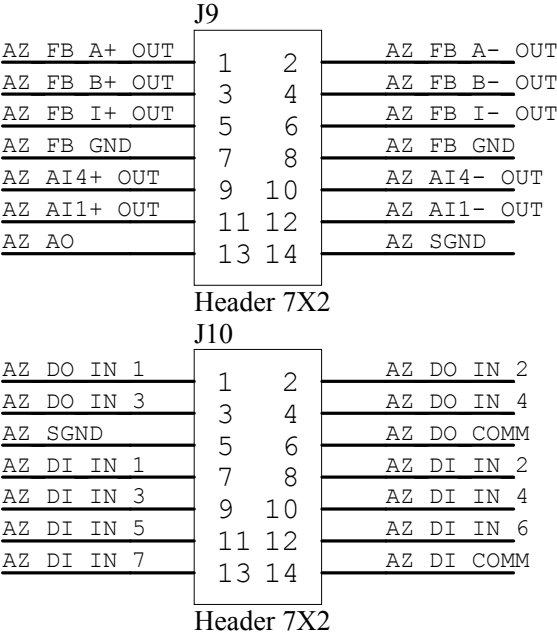 J9
AZ FB A+ OUT 1 2 AZ FB A- OUT
AZ FB B+ OUT 3 4 AZ FB B- OUT
AZ FB I+ OUT 5 6 AZ FB I- OUT
AZ FB GND 7 8 AZ FB GND
AZ AI4+ OUT 9 10 AZ AI4- OUT
AZ AI1+ OUT 11 12 AZ AI1- OUT
AZ AO 13 14 AZ SGND
Header 7X2
J10
AZ DO IN 1 1 2 AZ DO IN 2
AZ DO IN 3 3 4 AZ DO IN 4
AZ SGND 5 6 AZ DO COMM
AZ DI IN 1 7 8 AZ DI IN 2
AZ DI IN 3 9 10 AZ DI IN 4
AZ DI IN 5 11 12 AZ DI IN 6
AZ DI IN 7 13 14 AZ DI COMM
Header 7X2